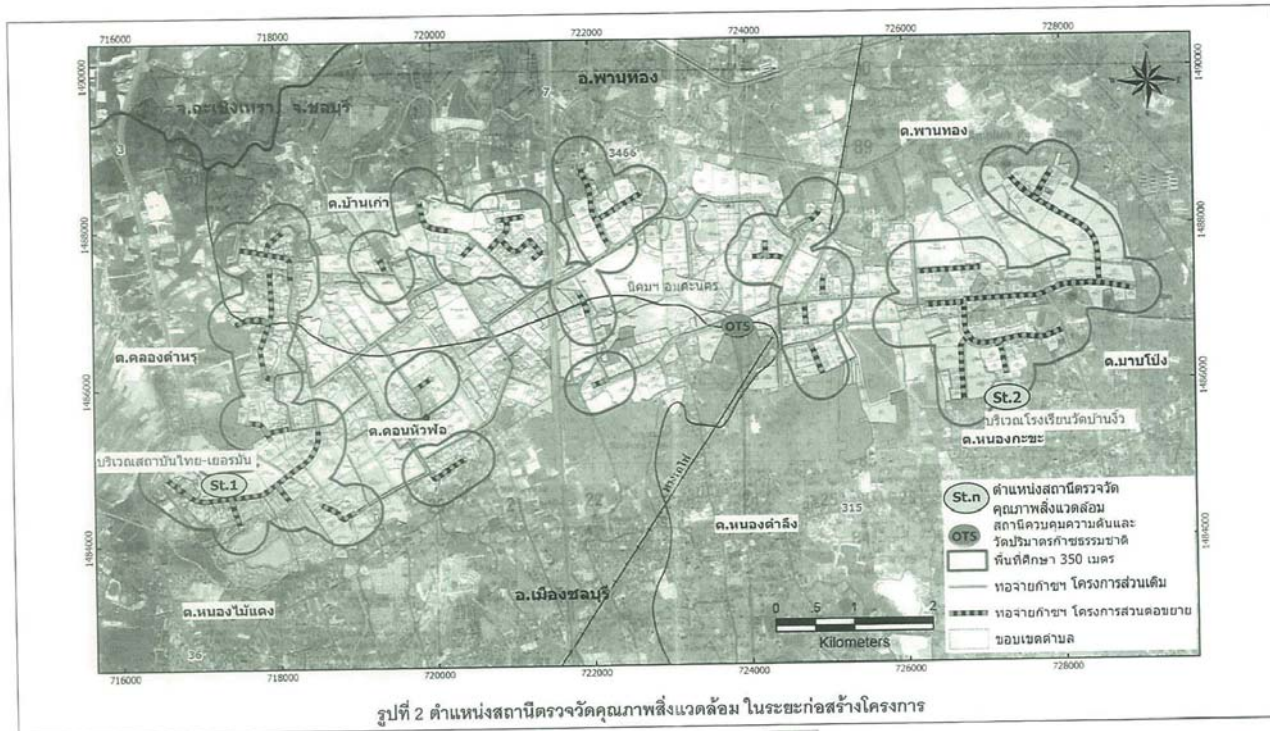 716000 718000 720000 722000 724000 726000 728000
1490000 1490000
อ.พานทอง
จ.ฉะเชิงเทรา จ.ชลบุรี
7
ต.พานทอง
3
3466
89
ต.บ้านเก่า
1488000 1488000
นิคมฯ อมตะนคร
OTS
ต.คลองตำหรุ
ต.มาบโป่ง
1486000 1486000
St.2
บริเวณโรงเรียนวัดบ้านงิ้ว
ต.หนองกะขะ
ต.ดอนหัวฬ่อ
บริเวณสถาบันไทย-เยอรมัน
St.1
315
ต.หนองตำลึง
1484000 1484000
อ.เมืองชลบุรี
ต.หนองไม้แดง
36
St.n ตำแหน่งสถานีตรวจวัด
คุณภาพสิ่งแวดล้อม
OTS สถานีควบคุมความดันและ
วัดปริมาตรก๊าซธรรมชาติ
พื้นที่ศึกษา 350 เมตร
ท่อจ่ายก๊าซฯ โครงการส่วนเดิม
ท่อจ่ายก๊าซฯ โครงการส่วนต่อขยาย
ขอบเขตตำบล
0 .5 1 2
Kilometers
716000 718000 720000 722000 724000 726000 728000
รูปที่ 2 ตำแหน่งสถานีตรวจวัดคุณภาพสิ่งแวดล้อม ในระยะก่อสร้างโครงการ